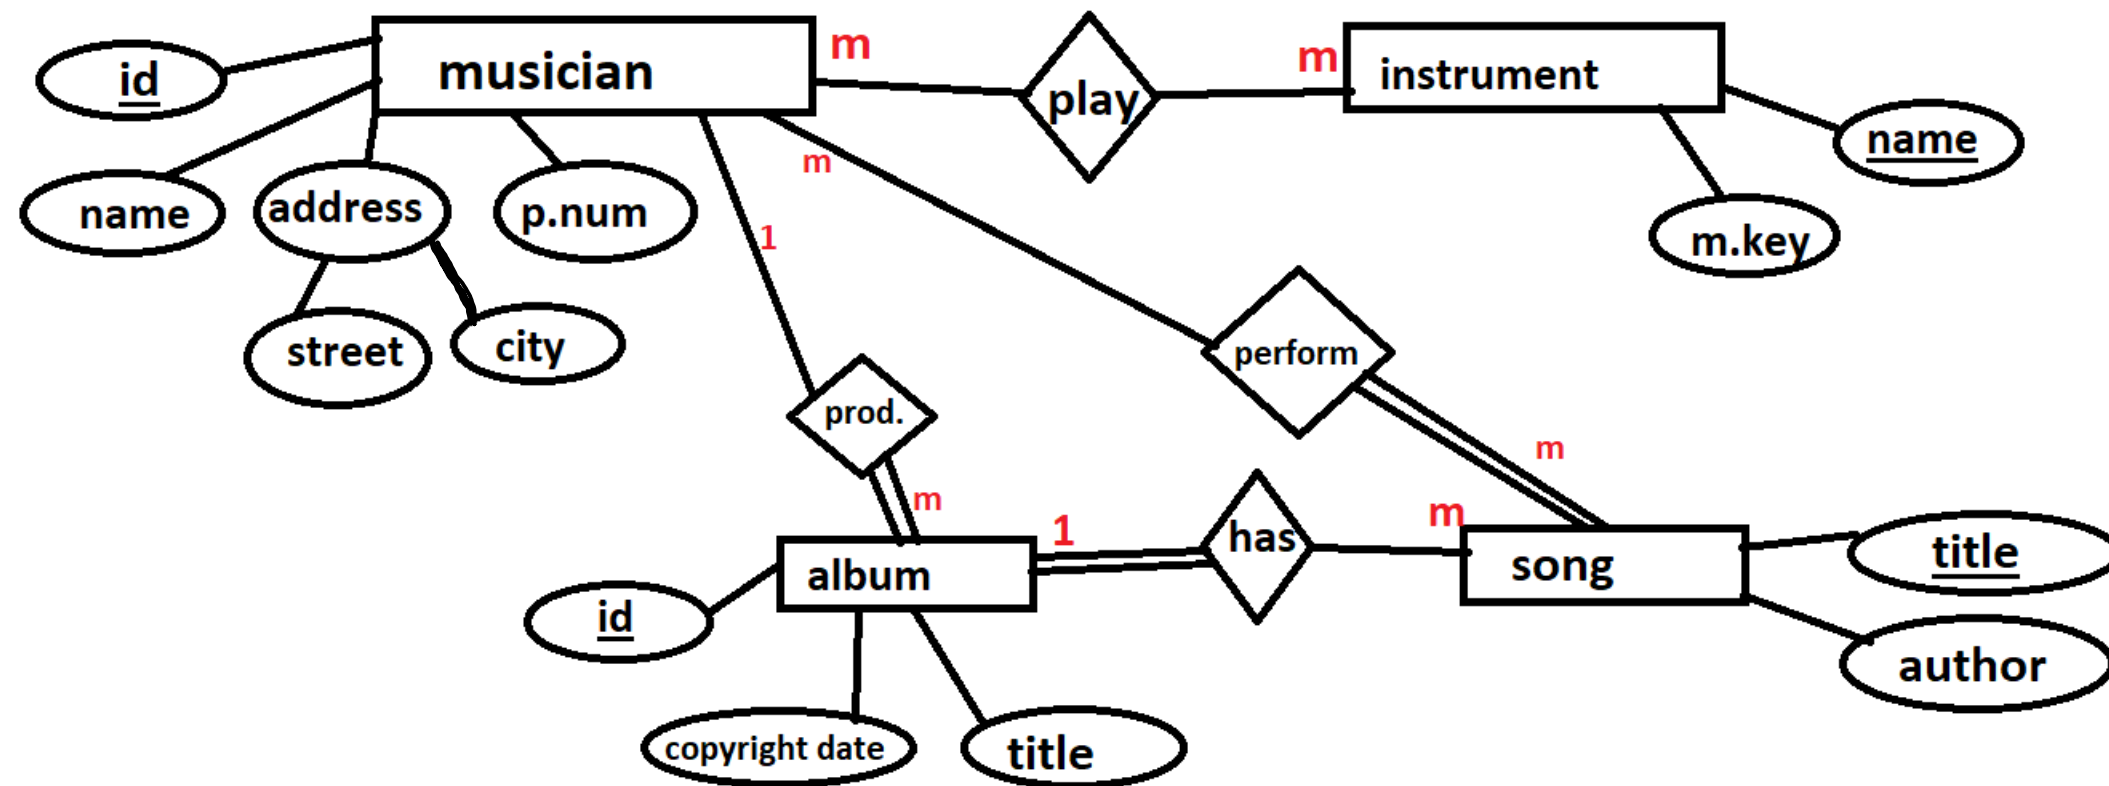 musician
m
play
m
instrument
id
name
address
p.num
street
city
name
m.key
m
1
perform
prod.
m
m
album
1
has
m
song
id
copyright date
title
title
author